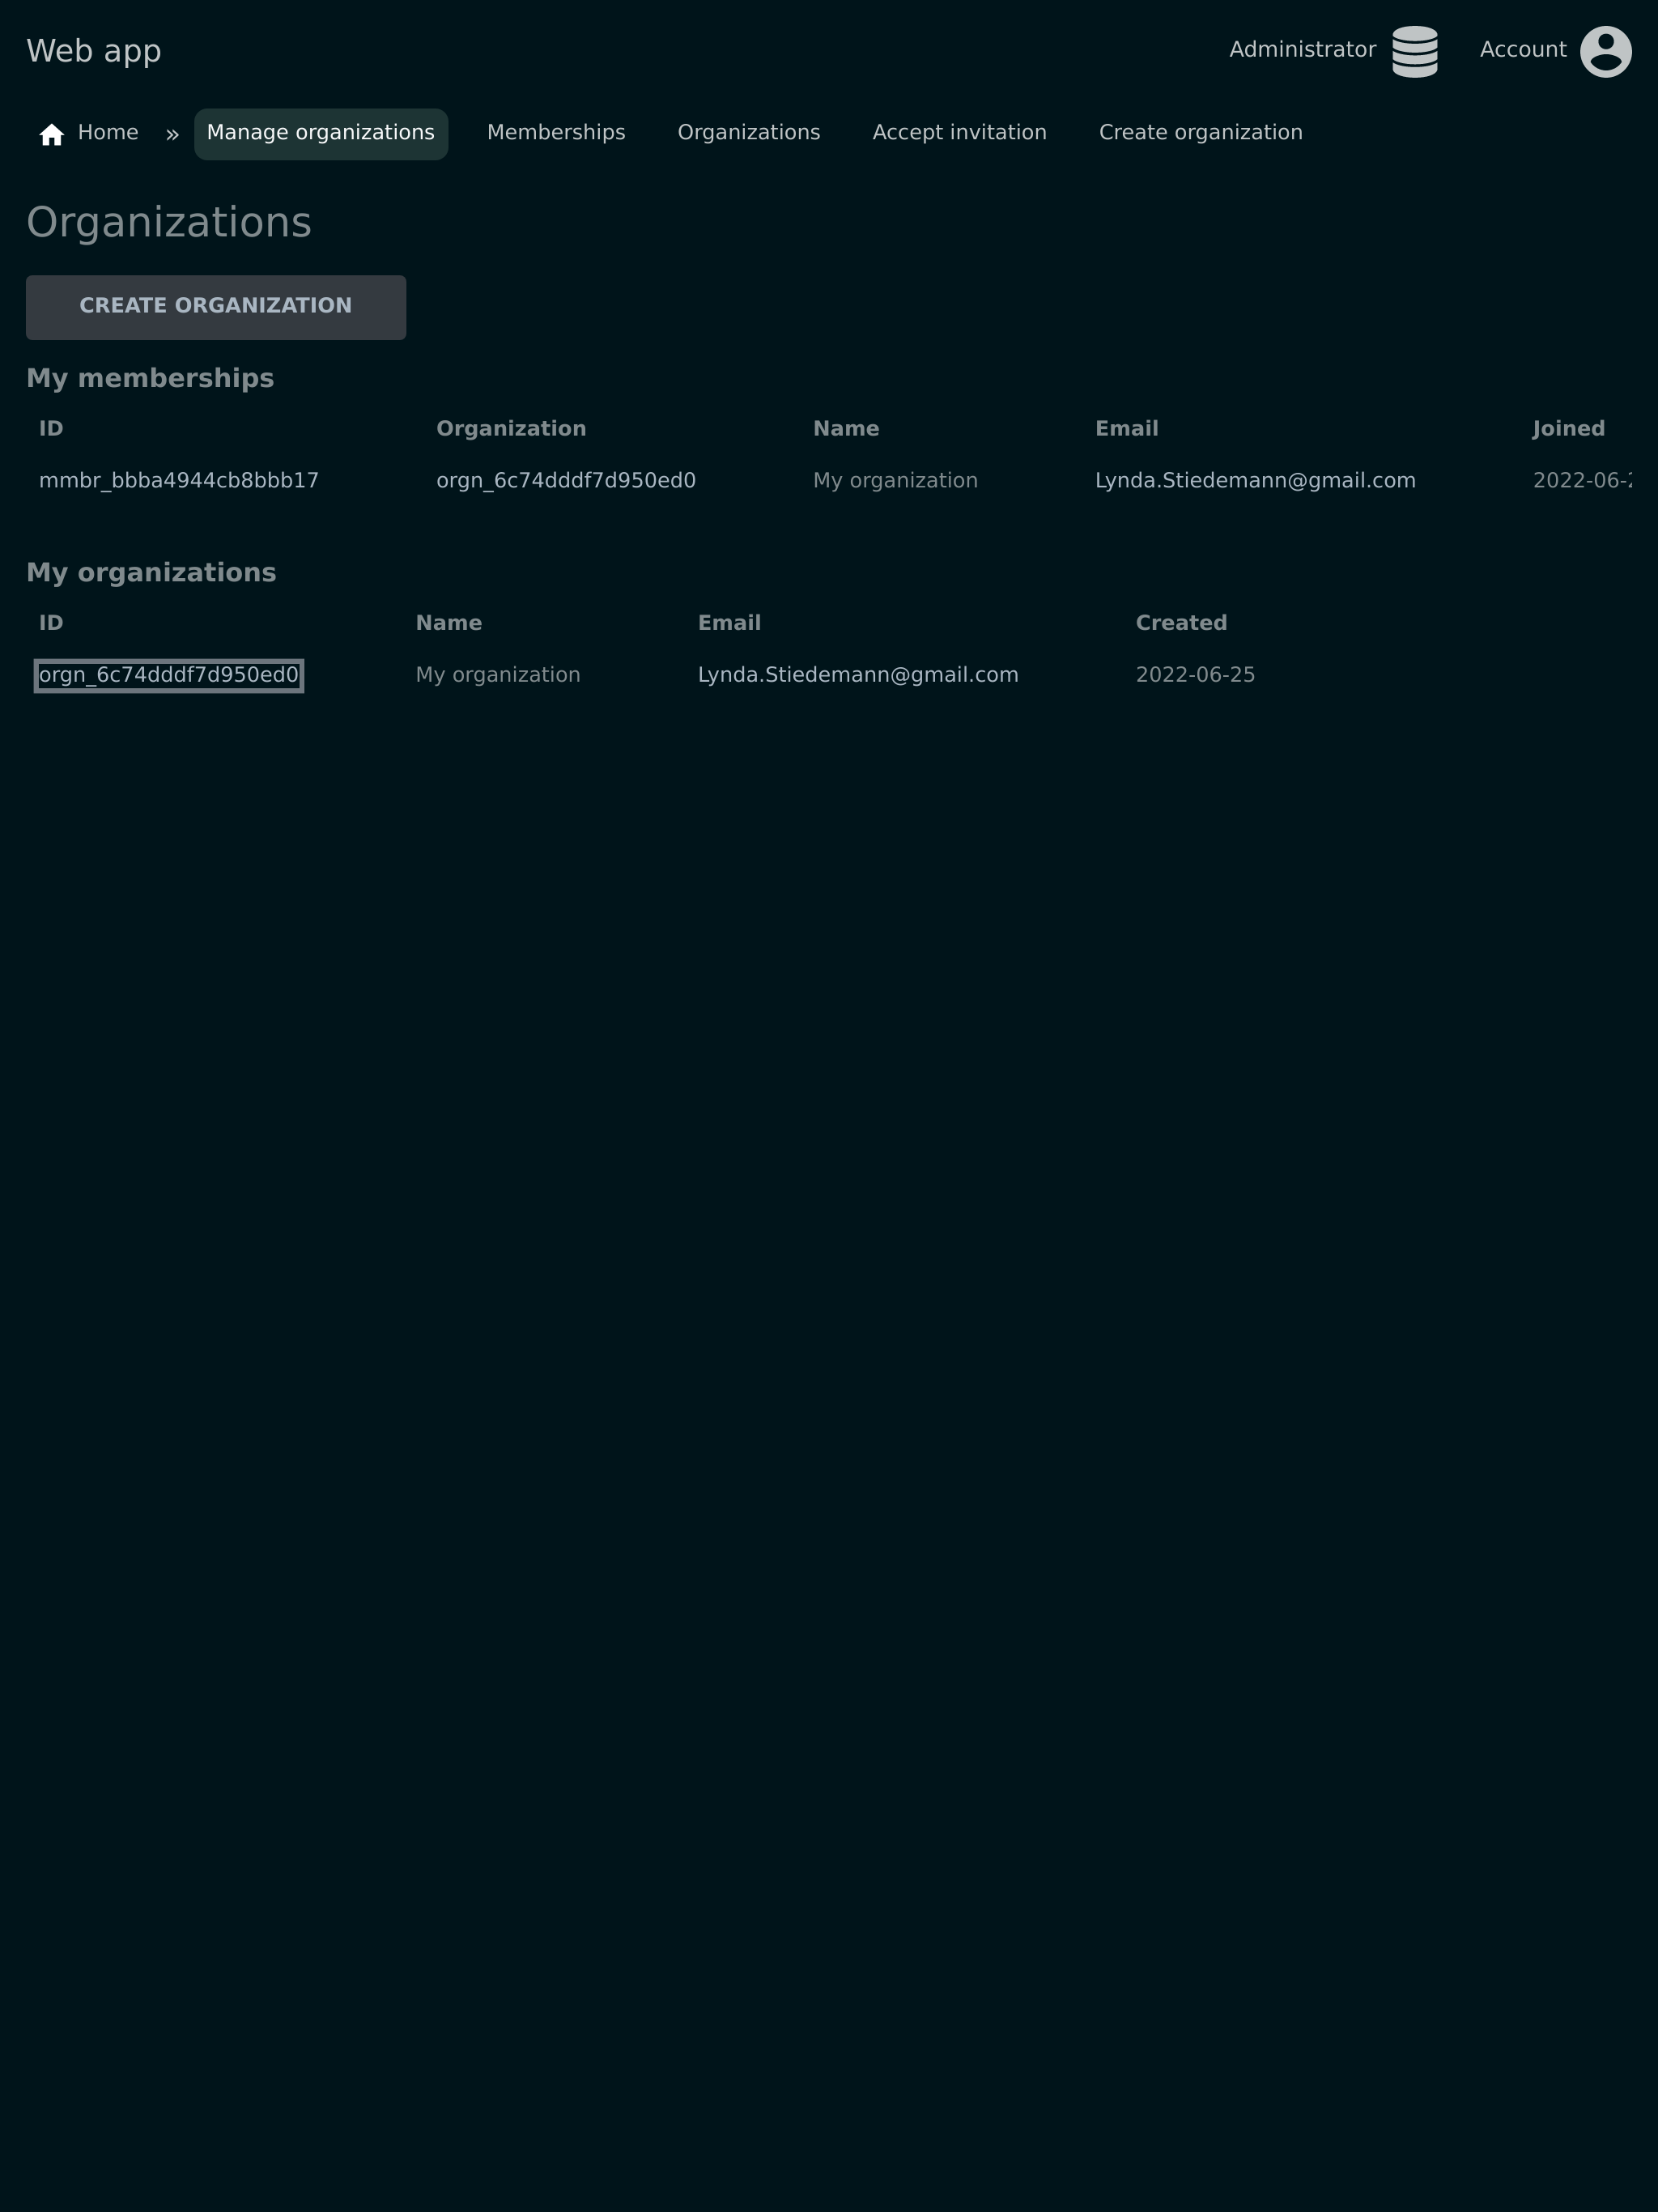 Web app
Administrator
Account
Home » Manage organizations Memberships Organizations Accept invitation Create organization
Organizations
CREATE ORGANIZATION
My memberships
ID Organization Name Email Joined
mmbr_bbba4944cb8bbb17 orgn_6c74dddf7d950ed0 My organization Lynda.Stiedemann@gmail.com 2022-06-
My organizations
ID Name Email Created
orgn_6c74dddf7d950ed0 My organization Lynda.Stiedemann@gmail.com 2022-06-25